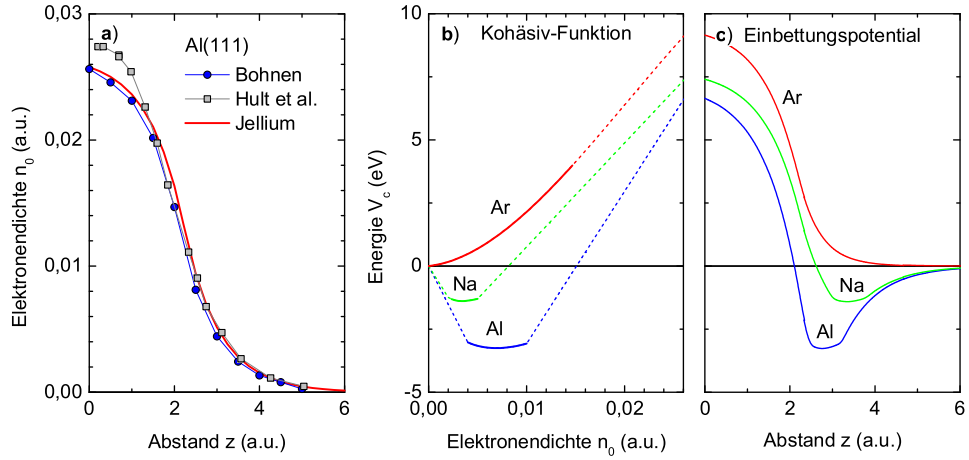 a)
Al(111)
Bohnen
Hult et al.
Jellium
0,03
0,02
0,01
0,00
Elektronendichte n₀ (a.u.)
0
2
4
6
Abstand z (a.u.)
b) Kohäsiv-Funktion
10
5
0
-5
Energie V꜀ (eV)
Ar
Na
Al
0,00
0,01
0,02
Elektronendichte n₀ (a.u.)
c) Einbettungspotential
Ar
Na
Al
0
2
4
6
Abstand z (a.u.)